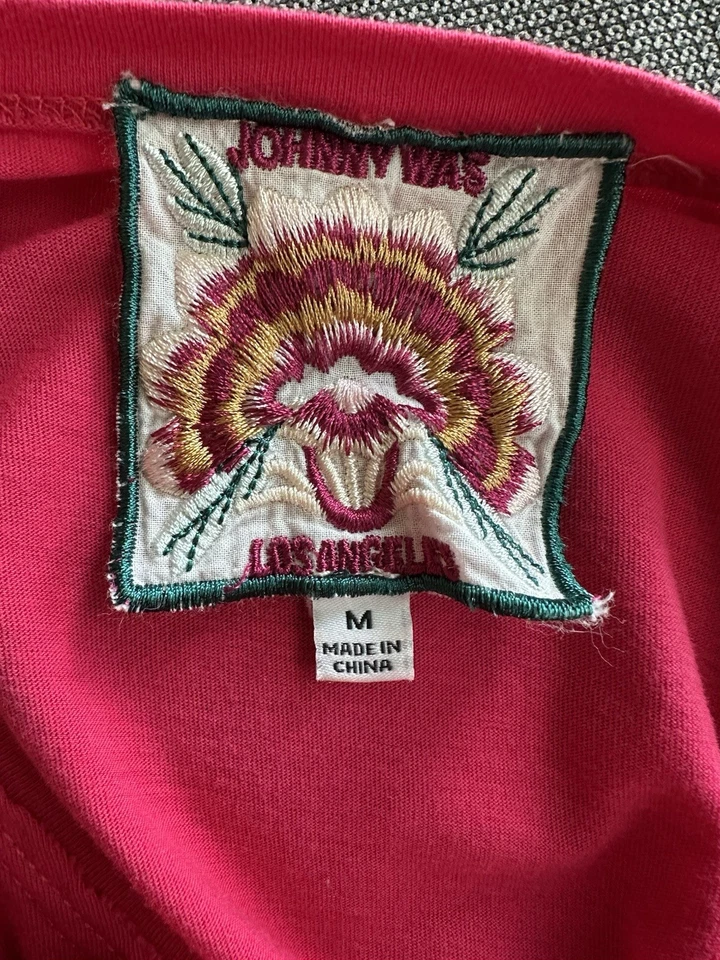 JOHNNY WAS
LOS ANGELES
M
MADE IN
CHINA